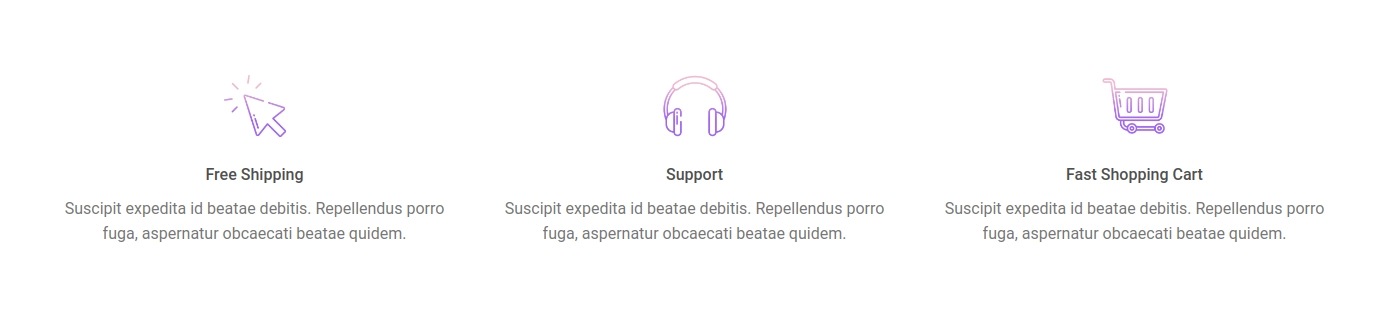 Free Shipping
Suscipit expedita id beatae debitis. Repellendus porro
fuga, aspernatur obcaecati beatae quidem.
Support
Suscipit expedita id beatae debitis. Repellendus porro
fuga, aspernatur obcaecati beatae quidem.
Fast Shopping Cart
Suscipit expedita id beatae debitis. Repellendus porro
fuga, aspernatur obcaecati beatae quidem.